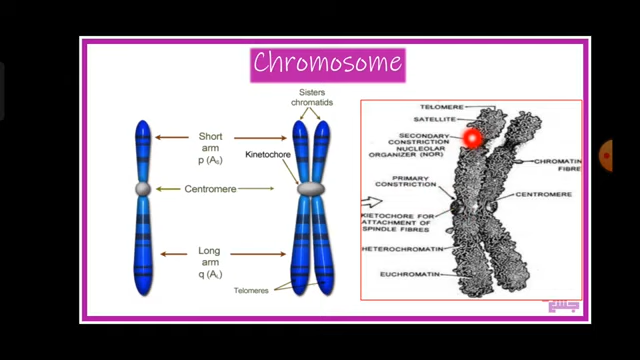 Chromosome
Sisters
chromatids
Short
arm
p (Aₛ)
Kinetochore
Centromere
Long
arm
q (A꜀)
Telomeres
TELOMERE
SATELLITE
SECONDARY
CONSTRICTION
NUCLEOLAR
ORGANIZER (NOR)
CHROMATIN
FIBRE
PRIMARY
CONSTRICTION
CENTROMERE
KIETOCHORE FOR
ATTACHMENT OF
SPINDLE FIBRES
HETEROCHROMATIN
EUCHROMATIN